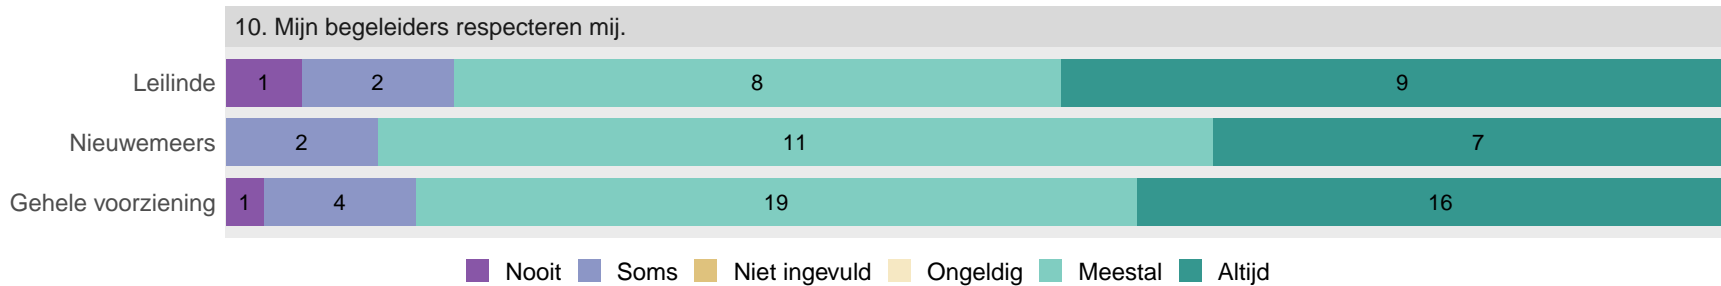 10. Mijn begeleiders respecteren mij.
Leilinde 1 2 8 9
Nieuwemeers 2 11 7
Gehele voorziening 1 4 19 16
Nooit Soms Niet ingevuld Ongeldig Meestal Altijd